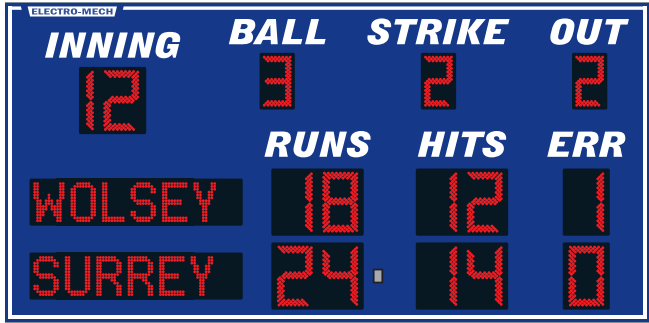 ELECTRO-MECH
INNING BALL STRIKE OUT
12 3 2 2
RUNS HITS ERR
WOLSEY 18 12 1
SURREY 24 14 0